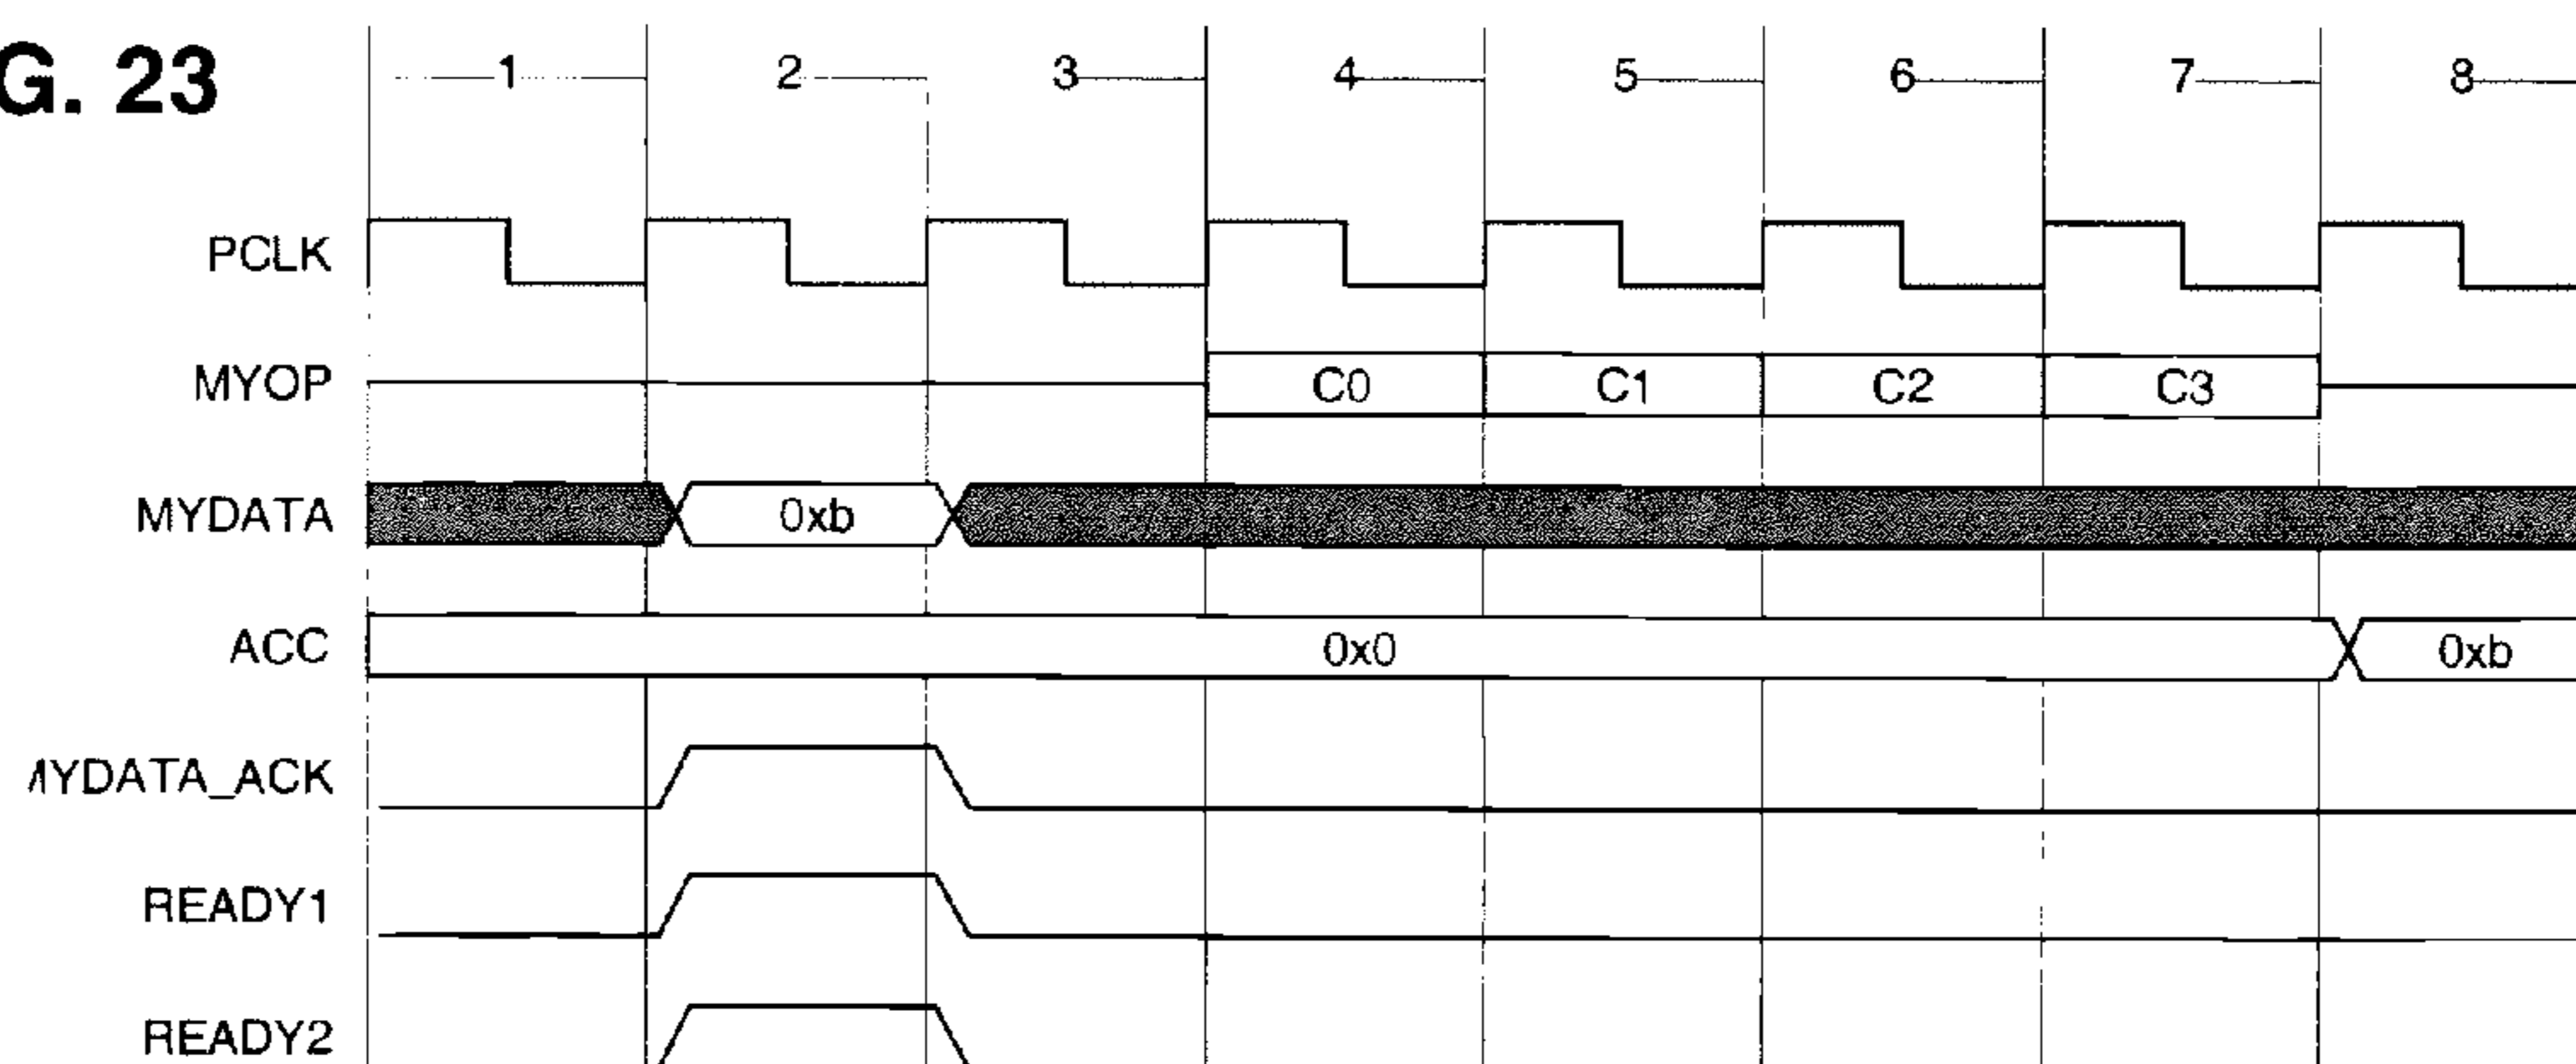 G. 23
1 2 3 4 5 6 7 8
PCLK
MYOP C0 C1 C2 C3
MYDATA 0xb
ACC 0x0 0xb
MYDATA_ACK
READY1
READY2